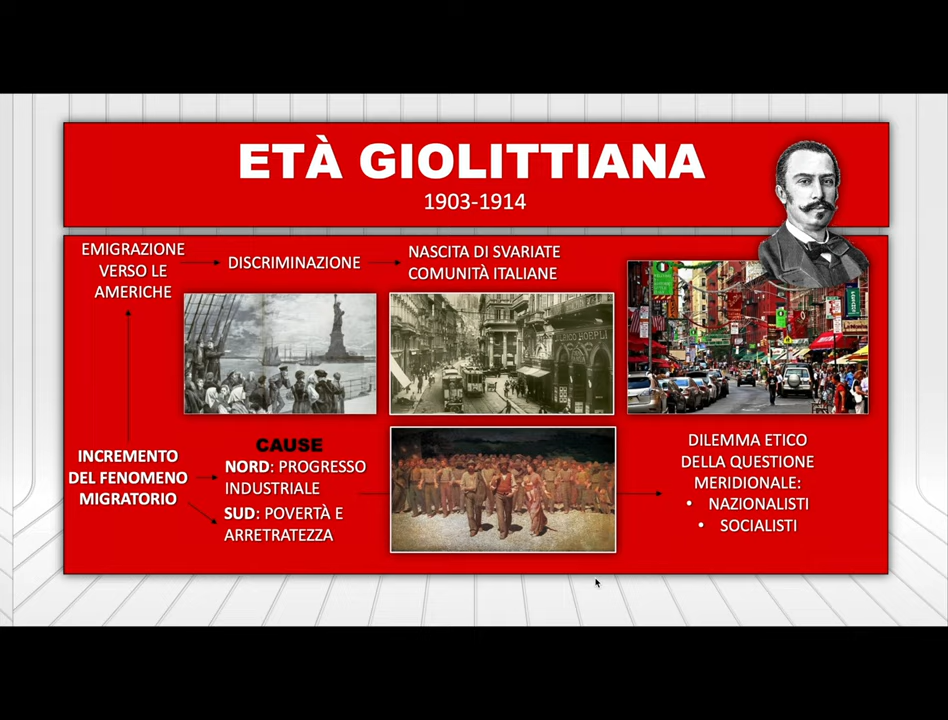 ETÀ GIOLITTIANA
1903-1914
EMIGRAZIONE
VERSO LE
AMERICHE
DISCRIMINAZIONE
NASCITA DI SVARIATE
COMUNITÀ ITALIANE
HOEPLI
INCREMENTO
DEL FENOMENO
MIGRATORIO
CAUSE
NORD: PROGRESSO
INDUSTRIALE
SUD: POVERTÀ E
ARRETRATEZZA
DILEMMA ETICO
DELLA QUESTIONE
MERIDIONALE:
• NAZIONALISTI
• SOCIALISTI